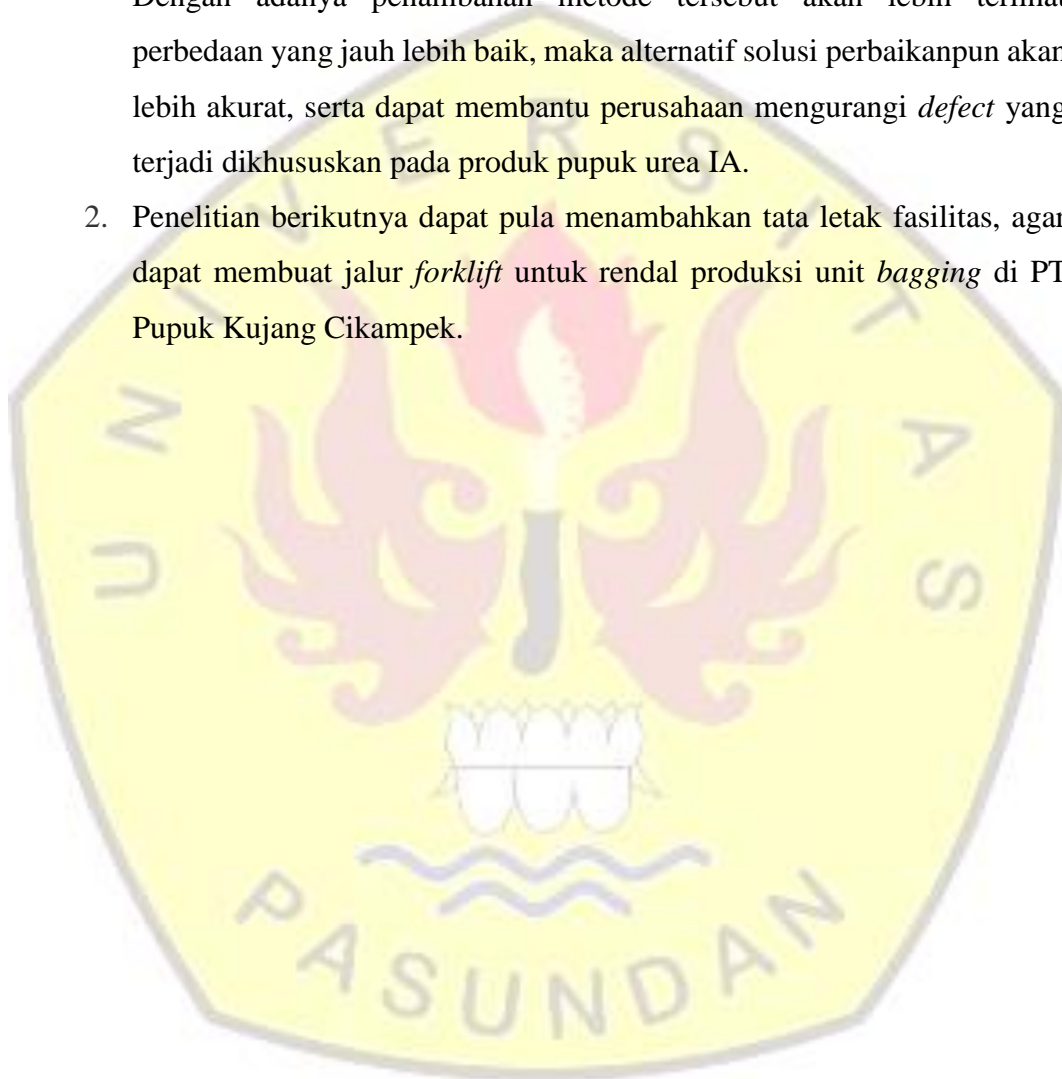 Dengan adanya penambahan metode tersebut akan lebih terlihat
perbedaan yang jauh lebih baik, maka alternatif solusi perbaikanpun akan
lebih akurat, serta dapat membantu perusahaan mengurangi defect yang
terjadi dikhususkan pada produk pupuk urea IA.
2. Penelitian berikutnya dapat pula menambahkan tata letak fasilitas, agar
dapat membuat jalur forklift untuk rendal produksi unit bagging di PT
Pupuk Kujang Cikampek.
UNIVERSITAS
PASUNDAN